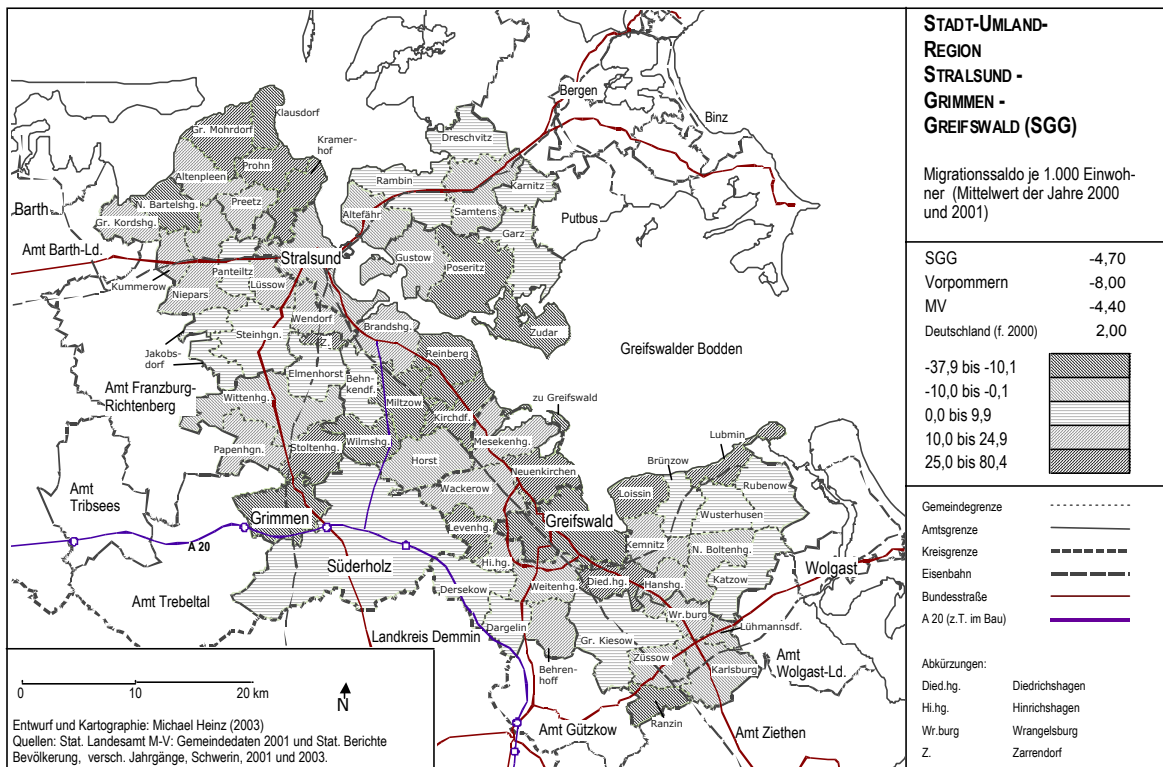 STADT-UMLAND-
REGION
STRALSUND -
GRIMMEN -
GREIFSWALD (SGG)
Migrationssaldo je 1.000 Einwoh-
ner (Mittelwert der Jahre 2000
und 2001)
SGG -4,70
Vorpommern -8,00
MV -4,40
Deutschland (f. 2000) 2,00
-37,9 bis -10,1
-10,0 bis -0,1
0,0 bis 9,9
10,0 bis 24,9
25,0 bis 80,4
Gemeindegrenze
Amtsgrenze
Kreisgrenze
Eisenbahn
Bundesstraße
A 20 (z.T. im Bau)
Abkürzungen:
Died.hg. Diedrichshagen
Hi.hg. Hinrichshagen
Wr.burg Wrangelsburg
Z. Zarrendorf
Bergen
Binz
Klausdorf
Gr. Mohrdorf
Kramer-
hof
Dreschvitz
Prohn
Altenpleen
Rambin
Karnitz
N. Bartelshg.
Preetz
Barth
Altefähr
Samtens
Putbus
Gr. Kordshg.
Garz
Amt Barth-Ld.
Stralsund
Gustow
Poseritz
Panteiltz
Kummerow
Lüssow
Niepars
Wendorf
Brandshg.
Zudar
Steinhgn.
Z.
Reinberg
Greifswalder Bodden
Jakobs-
dorf
Elmenhorst
Behn-
kendf.
Amt Franzburg-
Richtenberg
Wittenhg.
Miltzow
zu Greifswald
Kirchdf.
Mesekenhg.
Lubmin
Papenhgn.
Stoltenhg.
Wilmshg.
Horst
Brünzow
Neuenkirchen
Amt
Tribsees
Wackerow
Loissin
Rubenow
Grimmen
Levenhg.
Greifswald
Wusterhusen
A 20
Kemnitz
N. Boltenhg.
Süderholz
Hi.hg.
Wolgast
Amt Trebeltal
Dersekow
Weitenhg.
Died.hg.
Hanshg.
Katzow
Wr.burg
Lühmannsdf.
Landkreis Demmin
Dargelin
Gr. Kiesow
Züssow
Behren-
hoff
Karlsburg
Amt
Wolgast-Ld.
Ranzin
Amt Gützkow
Amt Ziethen
0 10 20 km
N
Entwurf und Kartographie: Michael Heinz (2003)
Quellen: Stat. Landesamt M-V: Gemeindedaten 2001 und Stat. Berichte
Bevölkerung, versch. Jahrgänge, Schwerin, 2001 und 2003.